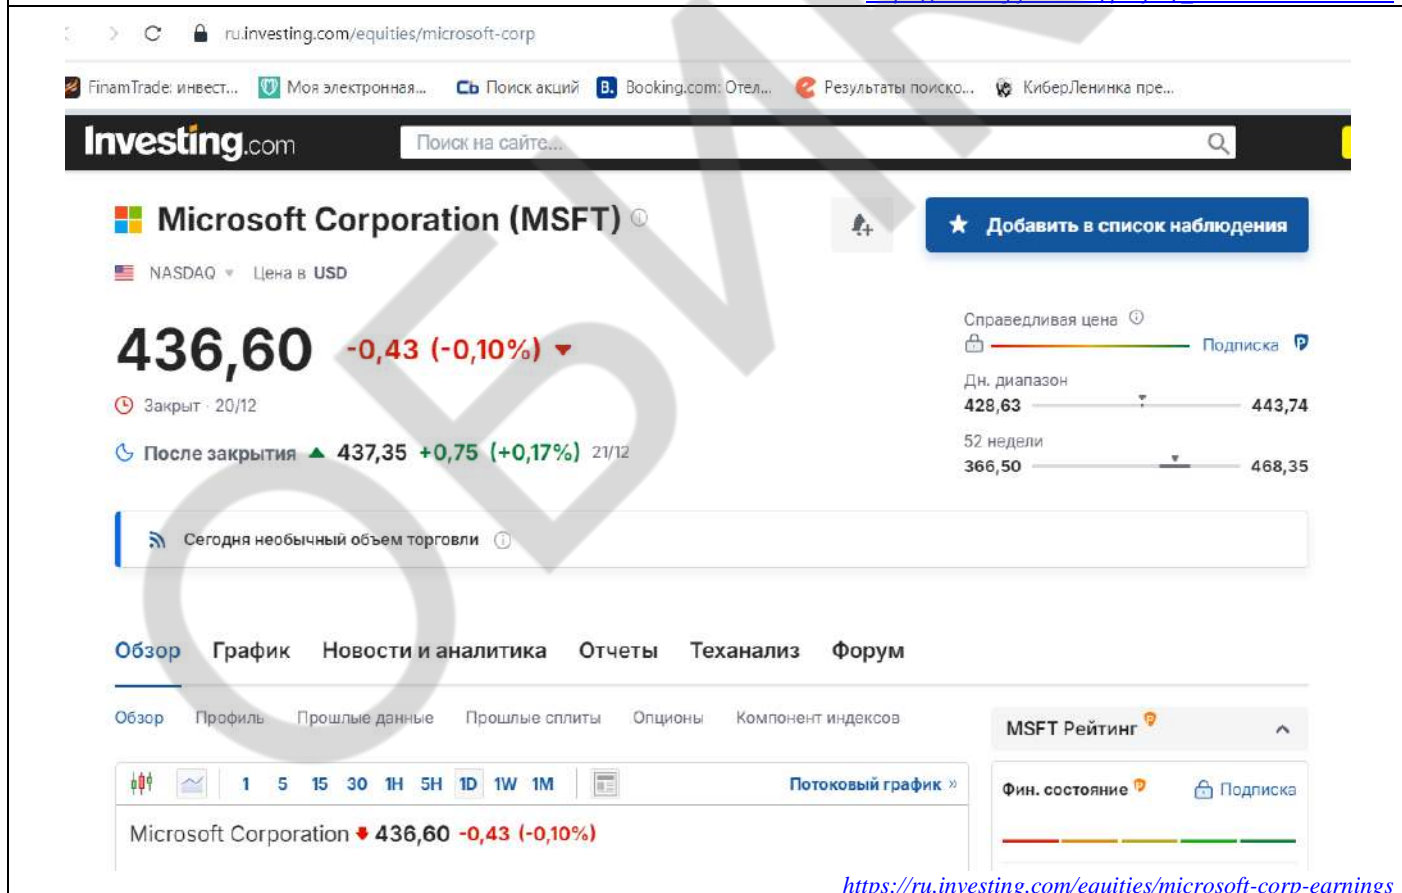 ru.investing.com/equities/microsoft-corp
FinamTrade: инвест... Моя электронная... Сь Поиск акций B. Booking.com: Отел... Результаты поиско... КиберЛенинка пре...
Investing.com Поиск на сайте...
Microsoft Corporation (MSFT) Добавить в список наблюдения
NASDAQ Цена в USD
436,60 -0,43 (-0,10%)
Справедливая цена
Подписка
Закрыт · 20/12
Дн. диапазон
428,63 443,74
После закрытия 437,35 +0,75 (+0,17%) 21/12
52 недели
366,50 468,35
Сегодня необычный объем торговли
Обзор График Новости и аналитика Отчеты Теханализ Форум
Обзор Профиль Прошлые данные Прошлые сплиты Опционы Компонент индексов
MSFT Рейтинг
1 5 15 30 1H 5H 1D 1W 1M Потоковый график »
Фин. состояние Подписка
Microsoft Corporation 436,60 -0,43 (-0,10%)
https://ru.investing.com/equities/microsoft-corp-earnings